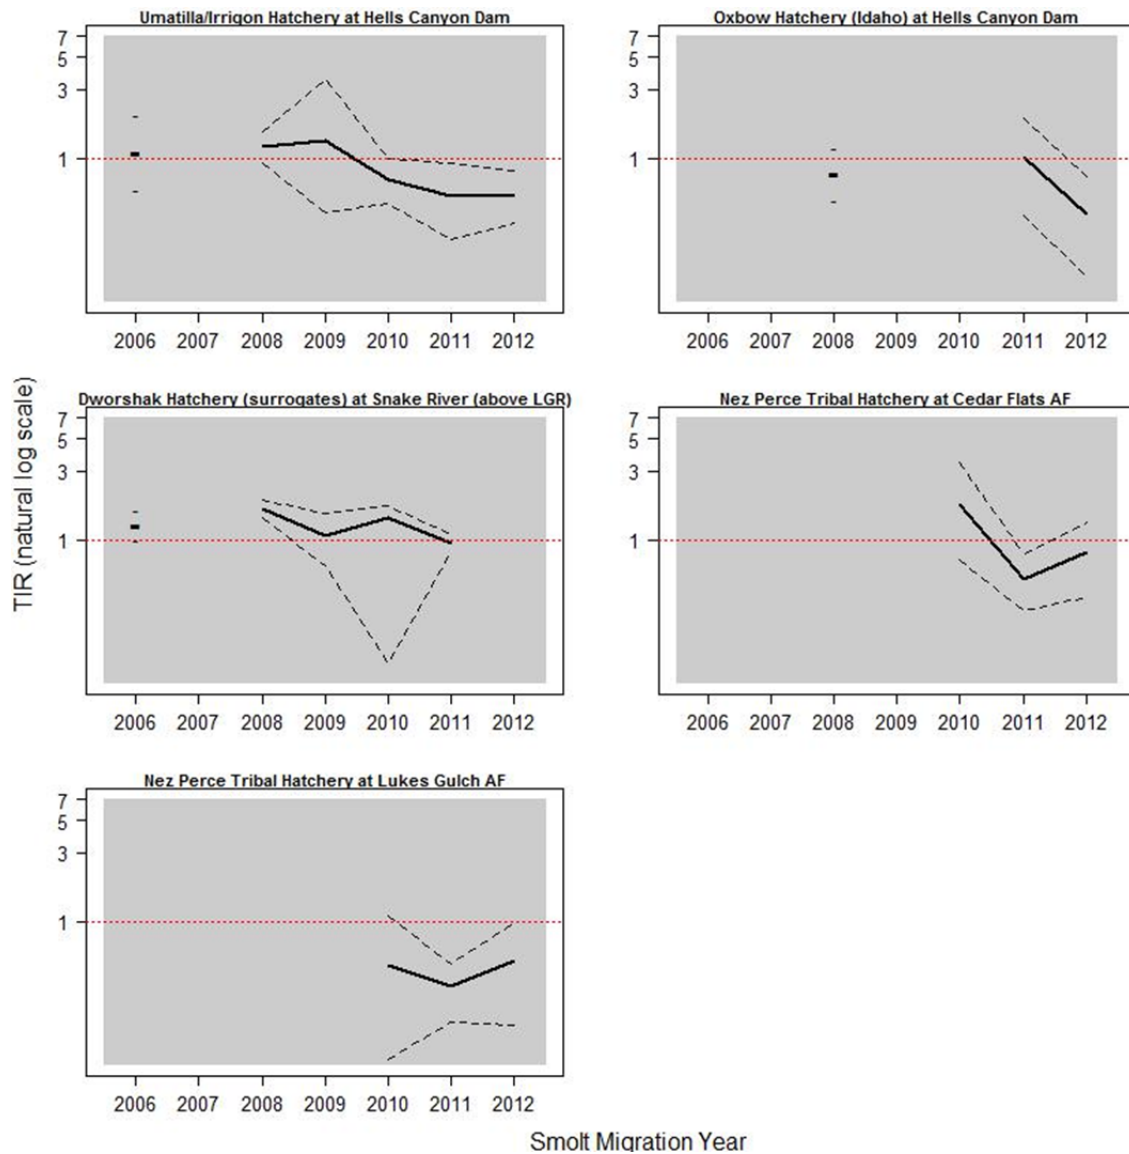 Umatilla/Irrigon Hatchery at Hells Canyon Dam
7
5
3
1
2006 2007 2008 2009 2010 2011 2012
Oxbow Hatchery (Idaho) at Hells Canyon Dam
7
5
3
1
2006 2007 2008 2009 2010 2011 2012
TIR (natural log scale)
Dworshak Hatchery (surrogates) at Snake River (above LGR)
7
5
3
1
2006 2007 2008 2009 2010 2011 2012
Nez Perce Tribal Hatchery at Cedar Flats AF
7
5
3
1
2006 2007 2008 2009 2010 2011 2012
Nez Perce Tribal Hatchery at Lukes Gulch AF
7
5
3
1
2006 2007 2008 2009 2010 2011 2012
Smolt Migration Year